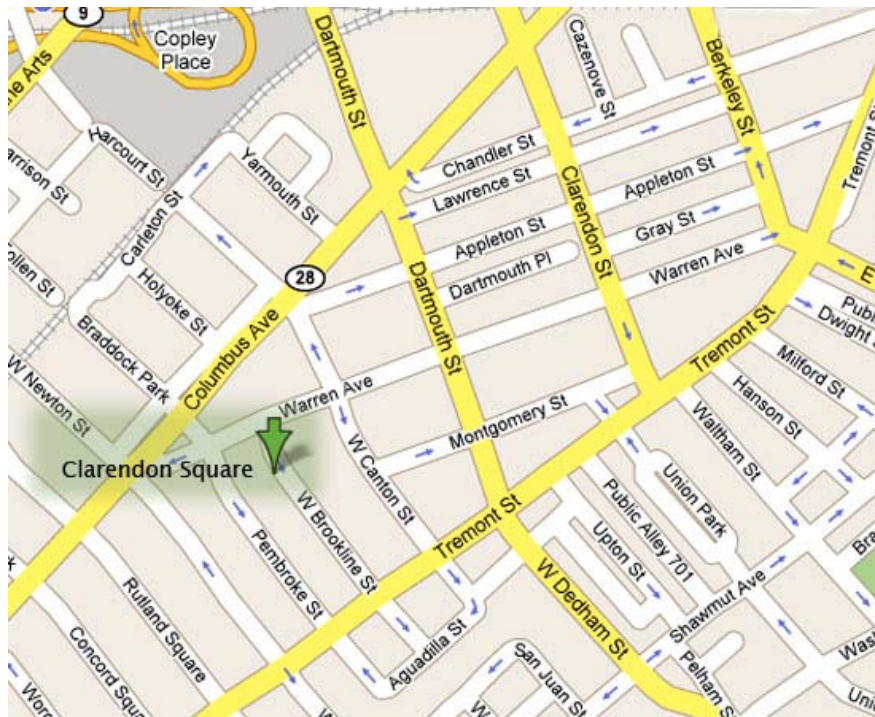 9
Copley
Place
Dartmouth St
Cazenove St
Berkeley St
Tremont St
Harcourt St
Yarmouth St
Chandler St
Lawrence St
Clarendon St
Appleton St
Appleton St
Gray St
Carleton St
Dartmouth Pl
Warren Ave
28
Holyoke St
Braddock Park
Columbus Ave
Dartmouth St
Tremont St
Dwight
Milford St
Hanson St
Waltham St
W Newton St
Warren Ave
Montgomery St
W Canton St
Clarendon Square
W Brookline St
Pembroke St
Tremont St
Union Park
Public Alley 701
Upton St
Shawmut Ave
W Dedham St
Rutland Square
Aguadilla St
San Juan St
Pelham S
Concord Squa